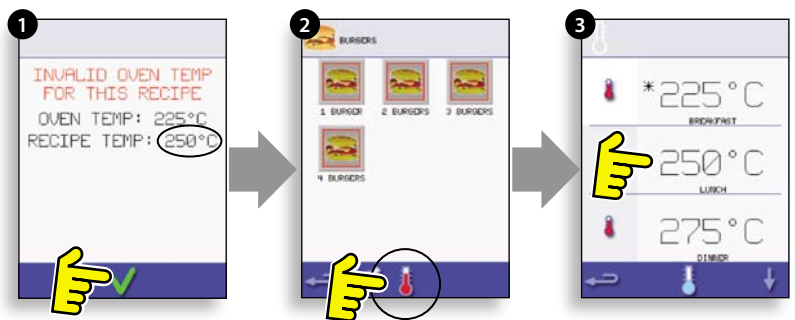 1
INVALID OVEN TEMP
FOR THIS RECIPE
OVEN TEMP: 225°C
RECIPE TEMP: 250°C
2
BURGERS
1 BURGER 2 BURGERS 3 BURGERS
4 BURGERS
3
*225°C
BREAKFAST
250°C
LUNCH
275°C
DINNER